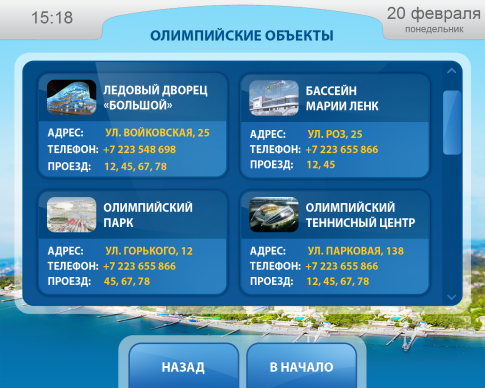 15:18
20 февраля
понедельник
ОЛИМПИЙСКИЕ ОБЪЕКТЫ
ЛЕДОВЫЙ ДВОРЕЦ
«БОЛЬШОЙ»
АДРЕС: УЛ. ВОЙКОВСКАЯ, 25
ТЕЛЕФОН: +7 223 548 698
ПРОЕЗД: 12, 45, 67, 78
БАССЕЙН
МАРИИ ЛЕНК
АДРЕС: УЛ. РОЗ, 25
ТЕЛЕФОН: +7 223 655 866
ПРОЕЗД: 12, 45
ОЛИМПИЙСКИЙ
ПАРК
АДРЕС: УЛ. ГОРЬКОГО, 12
ТЕЛЕФОН: +7 223 655 866
ПРОЕЗД: 45, 67, 78
ОЛИМПИЙСКИЙ
ТЕННИСНЫЙ ЦЕНТР
АДРЕС: УЛ. ПАРКОВАЯ, 138
ТЕЛЕФОН: +7 223 655 866
ПРОЕЗД: 12, 45, 67, 78
НАЗАД
В НАЧАЛО